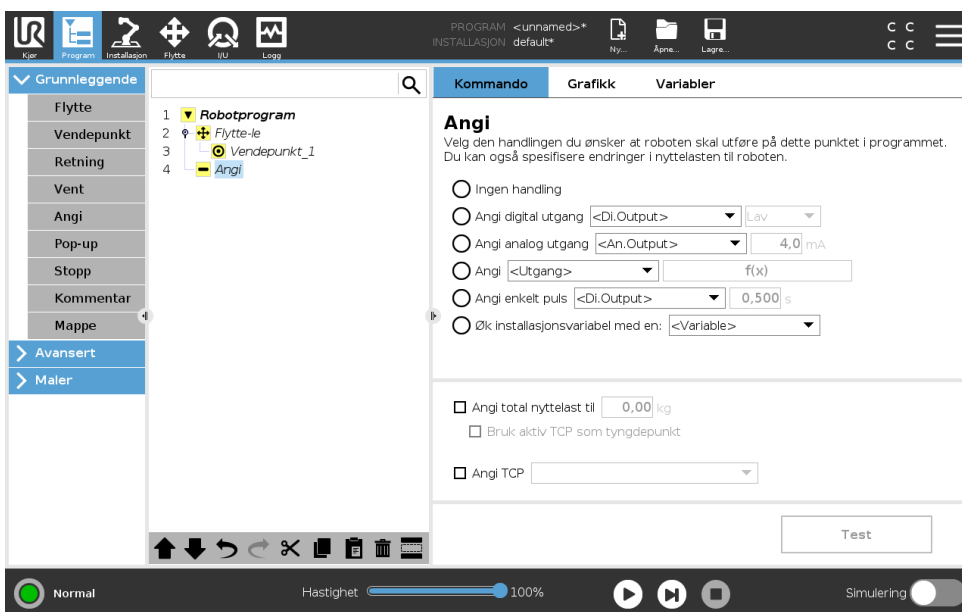 UR
PROGRAM <unnamed>*
INSTALLASJON default*
C C
C C
Kjør Program Installasjon Flytte I/U Logg Ny... Åpne... Lagre...
Grunnleggende
Flytte
Vendepunkt
Retning
Vent
Angi
Pop-up
Stopp
Kommentar
Mappe
Avansert
Maler
1 Robotprogram
2 Flytte-le
3 Vendepunkt_1
4 Angi
Kommando Grafikk Variabler
Angi
Velg den handlingen du ønsker at roboten skal utføre på dette punktet i programmet.
Du kan også spesifisere endringer i nyttelasten til roboten.
Ingen handling
Angi digital utgang <Di.Output> Lav
Angi analog utgang <An.Output> 4,0 mA
Angi <Utgang> f(x)
Angi enkelt puls <Di.Output> 0,500 s
Øk installasjonsvariabel med en: <Variable>
Angi total nyttelast til 0,00 kg
Bruk aktiv TCP som tyngdepunkt
Angi TCP
Test
Normal Hastighet 100% Simulering